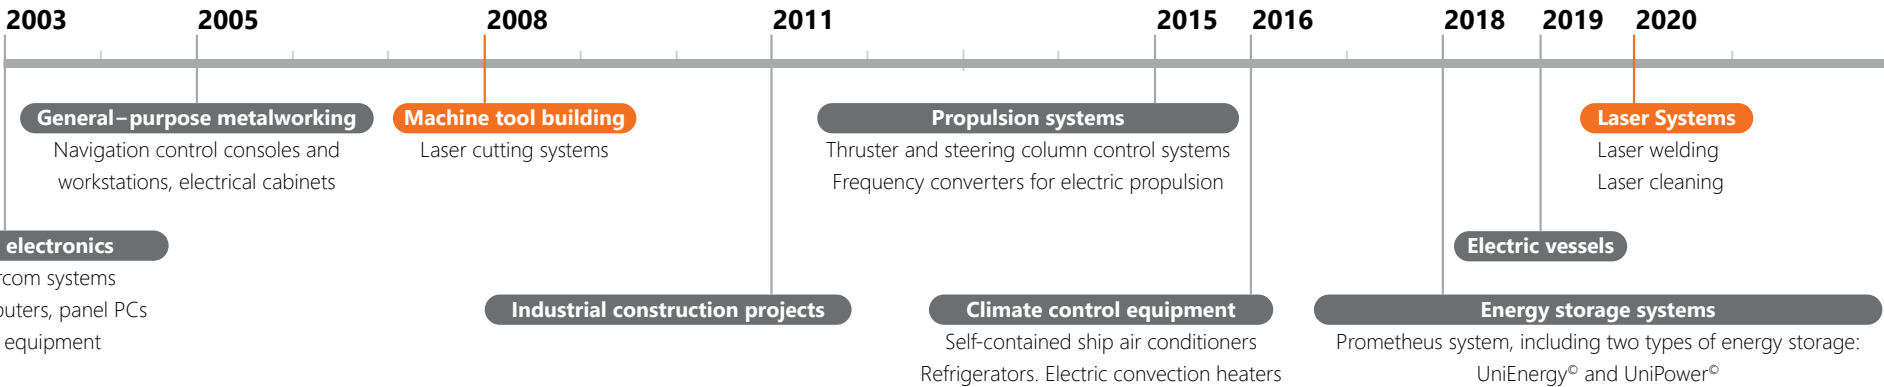 2003 2005 2008 2011 2015 2016 2018 2019 2020
General–purpose metalworking
Navigation control consoles and
workstations, electrical cabinets
Machine tool building
Laser cutting systems
Propulsion systems
Thruster and steering column control systems
Frequency converters for electric propulsion
Laser Systems
Laser welding
Laser cleaning
electronics
systems
panel PCs
equipment
Electric vessels
Industrial construction projects
Climate control equipment
Self-contained ship air conditioners
Refrigerators. Electric convection heaters
Energy storage systems
Prometheus system, including two types of energy storage:
UniEnergy© and UniPower©